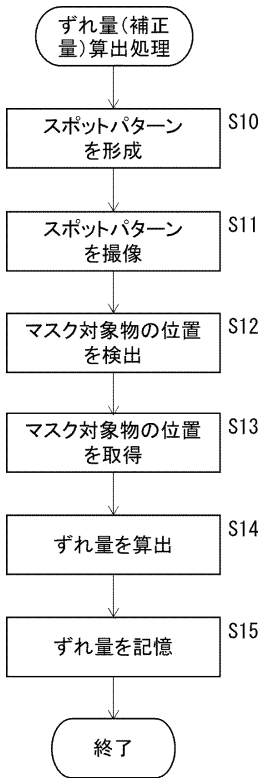 ずれ量(補正
量)算出処理
スポットパターン
を形成
S10
スポットパターン
を撮像
S11
マスク対象物の位置
を検出
S12
マスク対象物の位置
を取得
S13
ずれ量を算出
S14
ずれ量を記憶
S15
終了